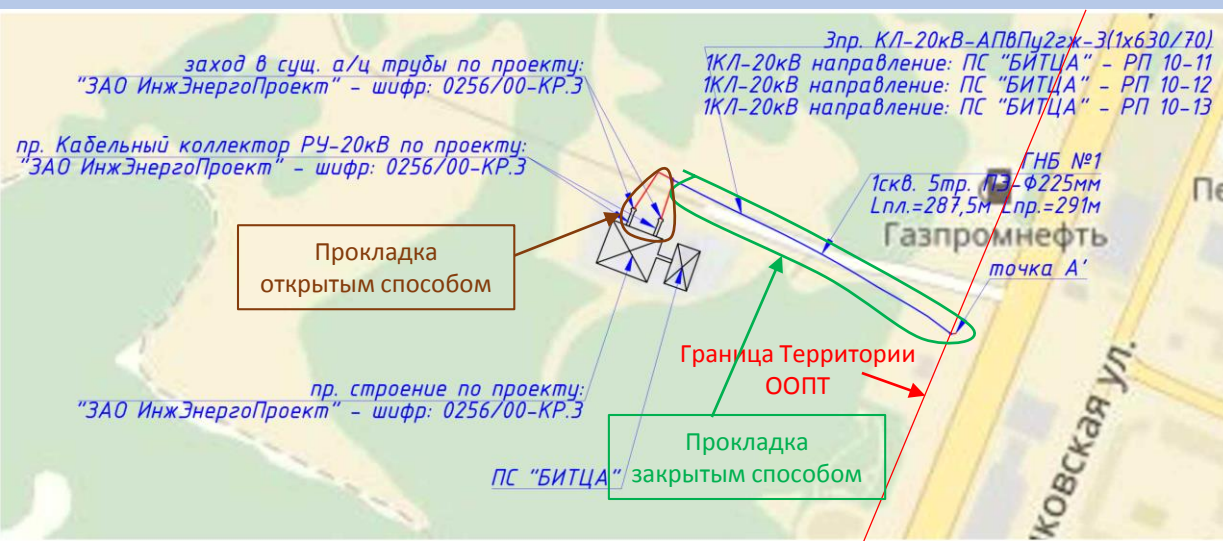 3пр. КЛ-20кВ-АПвПу2гж-3(1х630/70)
1КЛ-20кВ направление: ПС "БИТЦА" - РП 10-11
1КЛ-20кВ направление: ПС "БИТЦА" - РП 10-12
1КЛ-20кВ направление: ПС "БИТЦА" - РП 10-13
заход в сущ. а/ц трубы по проекту:
"ЗАО ИнжЭнергоПроект" - шифр: 0256/00-КР.3
пр. Кабельный коллектор РУ-20кВ по проекту:
"ЗАО ИнжЭнергоПроект" - шифр: 0256/00-КР.3
ГНБ №1
1скв. 5тр. ПЭ-Ф225мм
Lпл.=287,5м Lпр.=291м
Пе
Газпромнефть
точка А'
Прокладка
открытым способом
Граница Территории
ООПТ
пр. строение по проекту:
"ЗАО ИнжЭнергоПроект" - шифр: 0256/00-КР.3
Прокладка
закрытым способом
ПС "БИТЦА"
ковская ул.